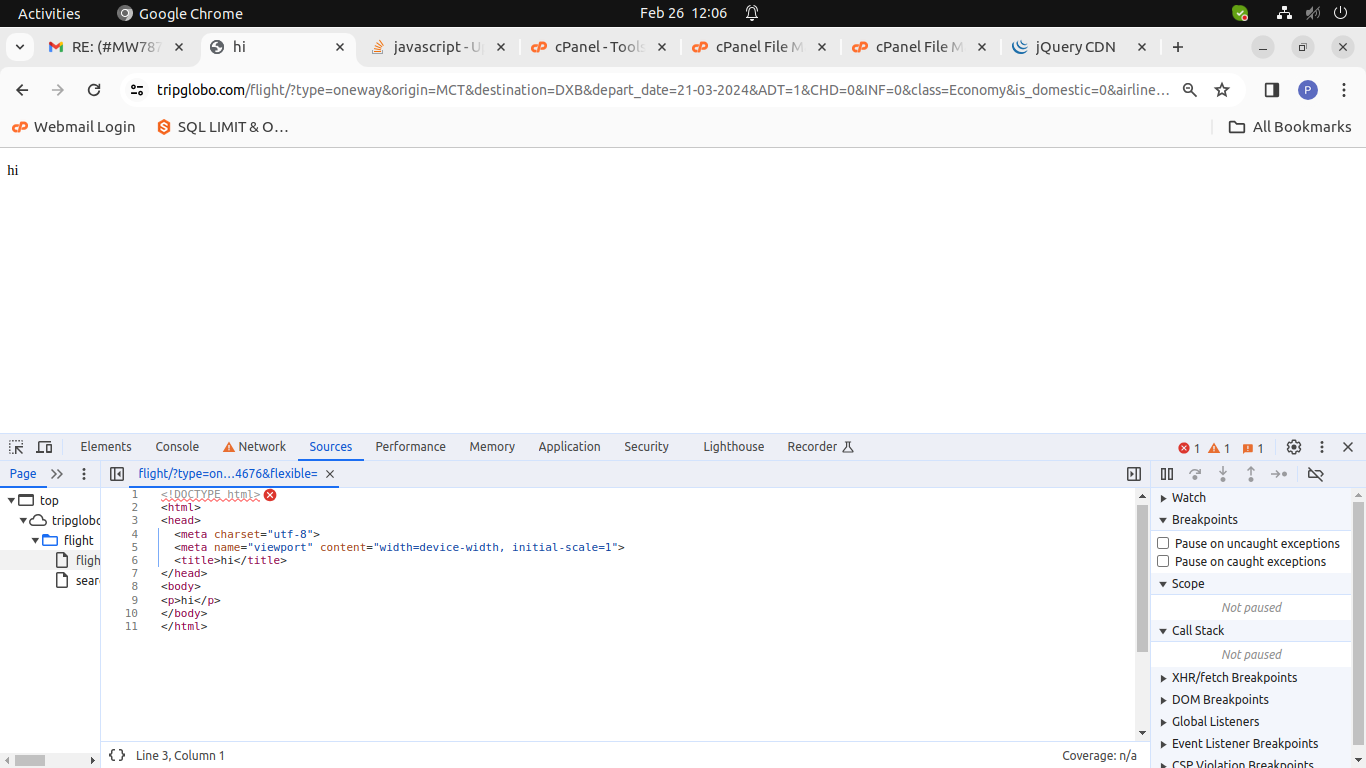 Activities Google Chrome Feb 26 12:06
RE: (#MW787 hi javascript - Up cPanel - Tools cPanel File M cPanel File M jQuery CDN
tripglobo.com/flight/?type=oneway&origin=MCT&destination=DXB&depart_date=21-03-2024&ADT=1&CHD=0&INF=0&class=Economy&is_domestic=0&airline... P
Webmail Login SQL LIMIT & O... All Bookmarks
hi
Elements Console Network Sources Performance Memory Application Security Lighthouse Recorder 1 1 1
Page flight/?type=on...4676&flexible=
top
tripglobo
flight
fligh
sear
1 <!DOCTYPE html>
2 <html>
3 <head>
4 <meta charset="utf-8">
5 <meta name="viewport" content="width=device-width, initial-scale=1">
6 <title>hi</title>
7 </head>
8 <body>
9 <p>hi</p>
10 </body>
11 </html>
Watch
Breakpoints
Pause on uncaught exceptions
Pause on caught exceptions
Scope
Not paused
Call Stack
Not paused
XHR/fetch Breakpoints
DOM Breakpoints
Global Listeners
Event Listener Breakpoints
CSP Violation Breakpoints
{} Line 3, Column 1 Coverage: n/a